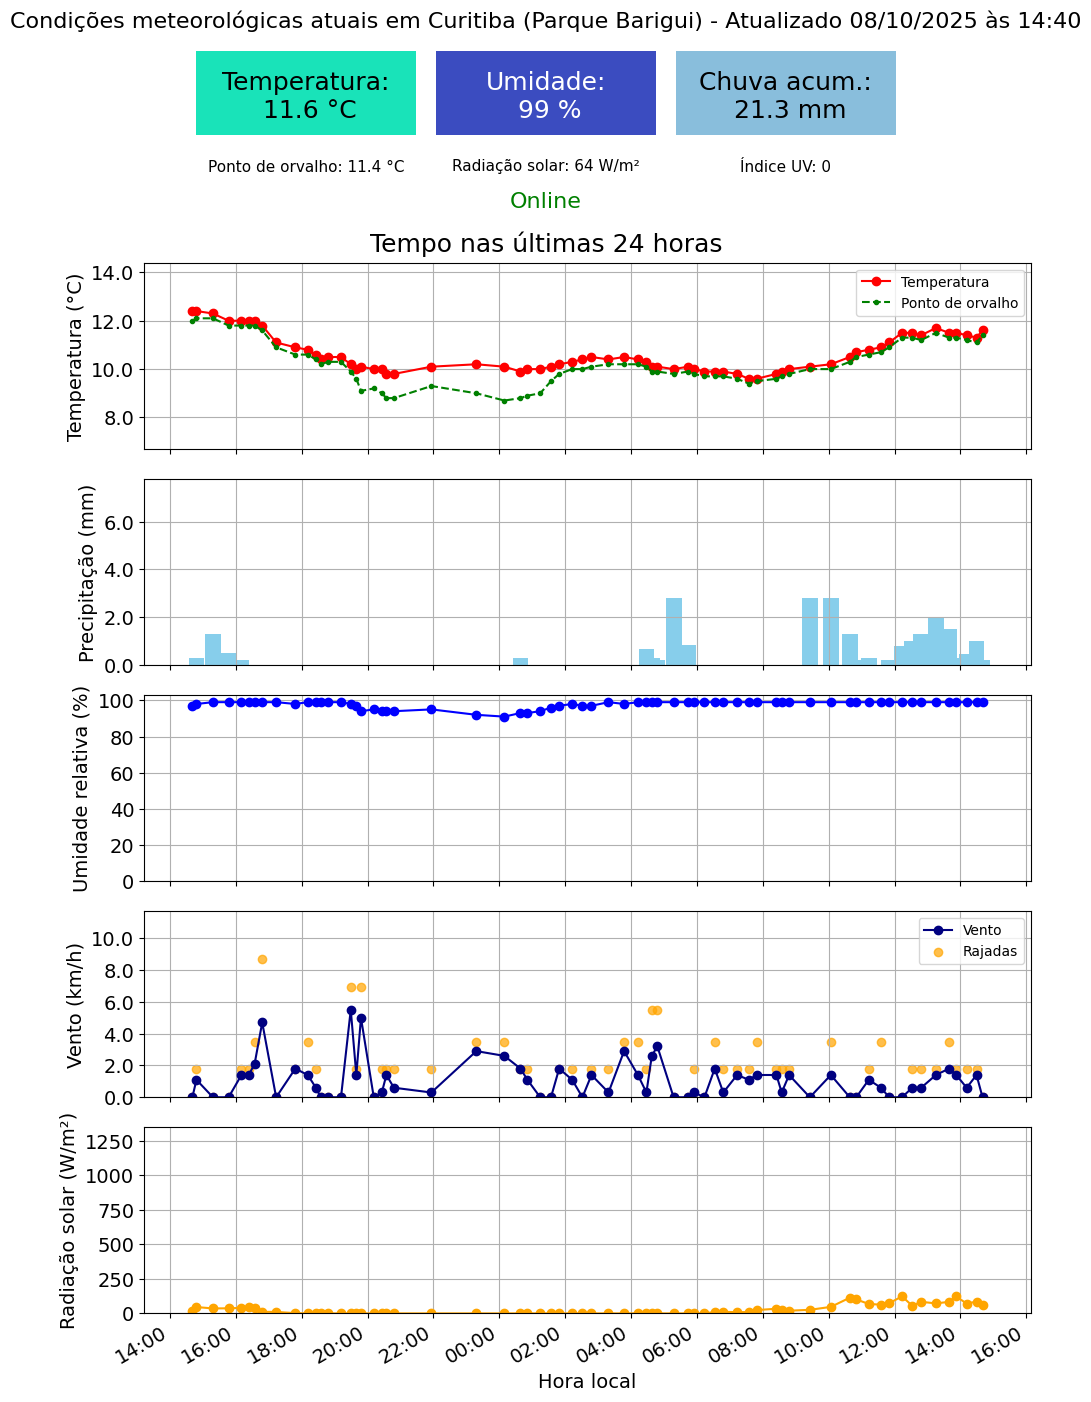 Condições meteorológicas atuais em Curitiba (Parque Barigui) - Atualizado 08/10/2025 às 14:40
Temperatura:
11.6 °C
Umidade:
99 %
Chuva acum.:
21.3 mm
Ponto de orvalho: 11.4 °C
Radiação solar: 64 W/m²
Índice UV: 0
Online
Tempo nas últimas 24 horas
Temperatura (°C)
14.0
12.0
10.0
8.0
Temperatura
Ponto de orvalho
Precipitação (mm)
6.0
4.0
2.0
0.0
Umidade relativa (%)
100
80
60
40
20
0
Vento (km/h)
10.0
8.0
6.0
4.0
2.0
0.0
Vento
Rajadas
Radiação solar (W/m²)
1250
1000
750
500
250
0
14:00 16:00 18:00 20:00 22:00 00:00 02:00 04:00 06:00 08:00 10:00 12:00 14:00 16:00
Hora local